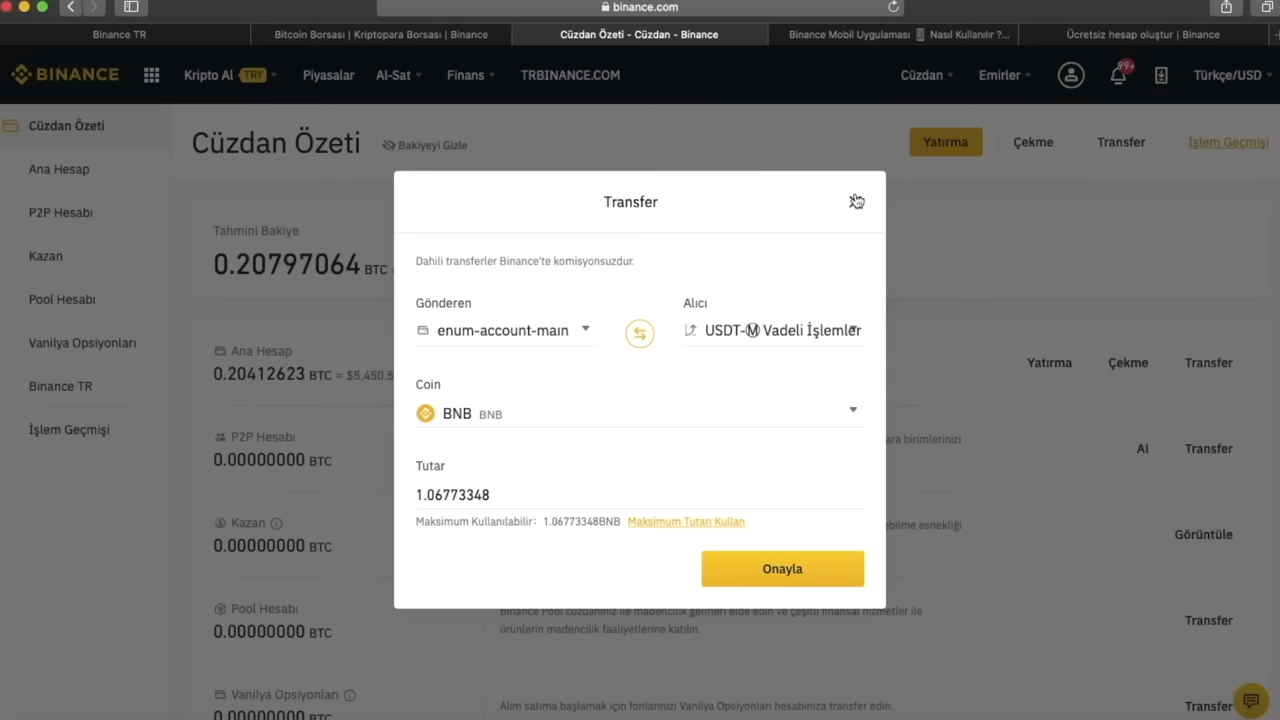 binance.com
Binance TR
Bitcoin Borsası | Kriptopara Borsası | Binance
Cüzdan Özeti - Cüzdan - Binance
Binance Mobil Uygulaması Nasıl Kullanılır ?...
Ücretsiz hesap oluştur | Binance
BINANCE
Kripto Al TRY
Piyasalar
Al-Sat
Finans
TRBINANCE.COM
Cüzdan
Emirler
99+
Türkçe/USD
Cüzdan Özeti
Ana Hesap
P2P Hesabı
Kazan
Pool Hesabı
Vanilya Opsiyonları
Binance TR
İşlem Geçmişi
Cüzdan Özeti
Bakiyeyi Gizle
Yatırma
Çekme
Transfer
İşlem Geçmişi
Tahmini Bakiye
0.20797064 BTC
Transfer
Dahili transferler Binance'te komisyonsuzdur.
Gönderen
Alıcı
enum-account-main
USDT-Ⓜ Vadeli İşlemler
Coin
BNB BNB
Tutar
1.06773348
Maksimum Kullanılabilir: 1.06773348BNB Maksimum Tutarı Kullan
Onayla
Ana Hesap
0.20412623 BTC ≈ $5,450.5
Yatırma
Çekme
Transfer
P2P Hesabı
0.00000000 BTC
ara birimlerinizi
Al
Transfer
Kazan
0.00000000 BTC
ebilme esnekliği
Görüntüle
Pool Hesabı
0.00000000 BTC
Binance Pool cüzdanınız ile madencilik gelirleri elde edin ve çeşitli finansal hizmetler ile
ürünlerin madencilik faaliyetlerine katılın.
Transfer
Vanilya Opsiyonları
0.00000000 BTC
Alım satıma başlamak için fonlarınızı Vanilya Opsiyonları hesabınıza transfer edin.
Transfer